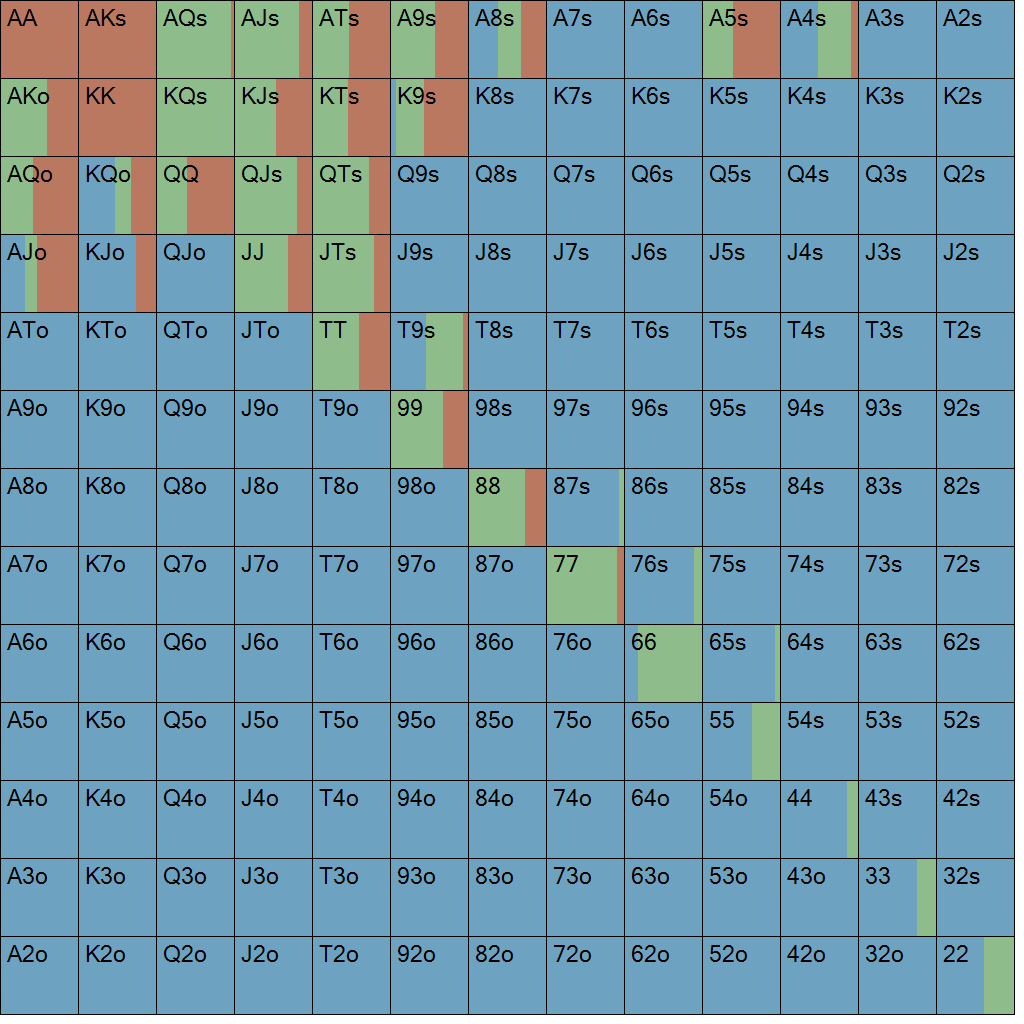 AA AKs AQs AJs ATs A9s A8s A7s A6s A5s A4s A3s A2s
AKo KK KQs KJs KTs K9s K8s K7s K6s K5s K4s K3s K2s
AQo KQo QQ QJs QTs Q9s Q8s Q7s Q6s Q5s Q4s Q3s Q2s
AJo KJo QJo JJ JTs J9s J8s J7s J6s J5s J4s J3s J2s
ATo KTo QTo JTo TT T9s T8s T7s T6s T5s T4s T3s T2s
A9o K9o Q9o J9o T9o 99 98s 97s 96s 95s 94s 93s 92s
A8o K8o Q8o J8o T8o 98o 88 87s 86s 85s 84s 83s 82s
A7o K7o Q7o J7o T7o 97o 87o 77 76s 75s 74s 73s 72s
A6o K6o Q6o J6o T6o 96o 86o 76o 66 65s 64s 63s 62s
A5o K5o Q5o J5o T5o 95o 85o 75o 65o 55 54s 53s 52s
A4o K4o Q4o J4o T4o 94o 84o 74o 64o 54o 44 43s 42s
A3o K3o Q3o J3o T3o 93o 83o 73o 63o 53o 43o 33 32s
A2o K2o Q2o J2o T2o 92o 82o 72o 62o 52o 42o 32o 22